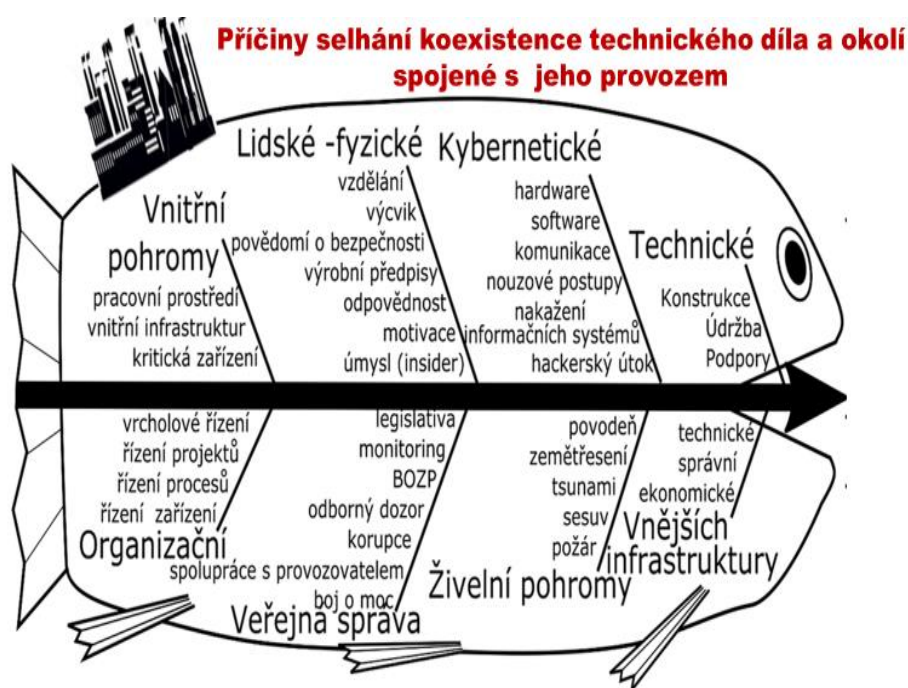 Příčiny selhání koexistence technického díla a okolí
spojené s jeho provozem
Vnitřní
pohromy
pracovní prostředí
vnitřní infrastruktur
kritická zařízení
Lidské -fyzické
vzdělání
výcvik
povědomí o bezpečnosti
výrobní předpisy
odpovědnost
motivace
úmysl (insider)
Kybernetické
hardware
software
komunikace
nouzové postupy
nakažení
informačních systémů
hackerský útok
Technické
Konstrukce
Údržba
Podpory
vrcholové řízení
řízení projektů
řízení procesů
řízení zařízení
Organizační
legislativa
monitoring
BOZP
odborný dozor
korupce
spolupráce s provozovatelem
boj o moc
Veřejná správa
povodeň
zemětřesení
tsunami
sesuv
požár
Živelní pohromy
technické
správní
ekonomické
Vnějších
infrastruktury